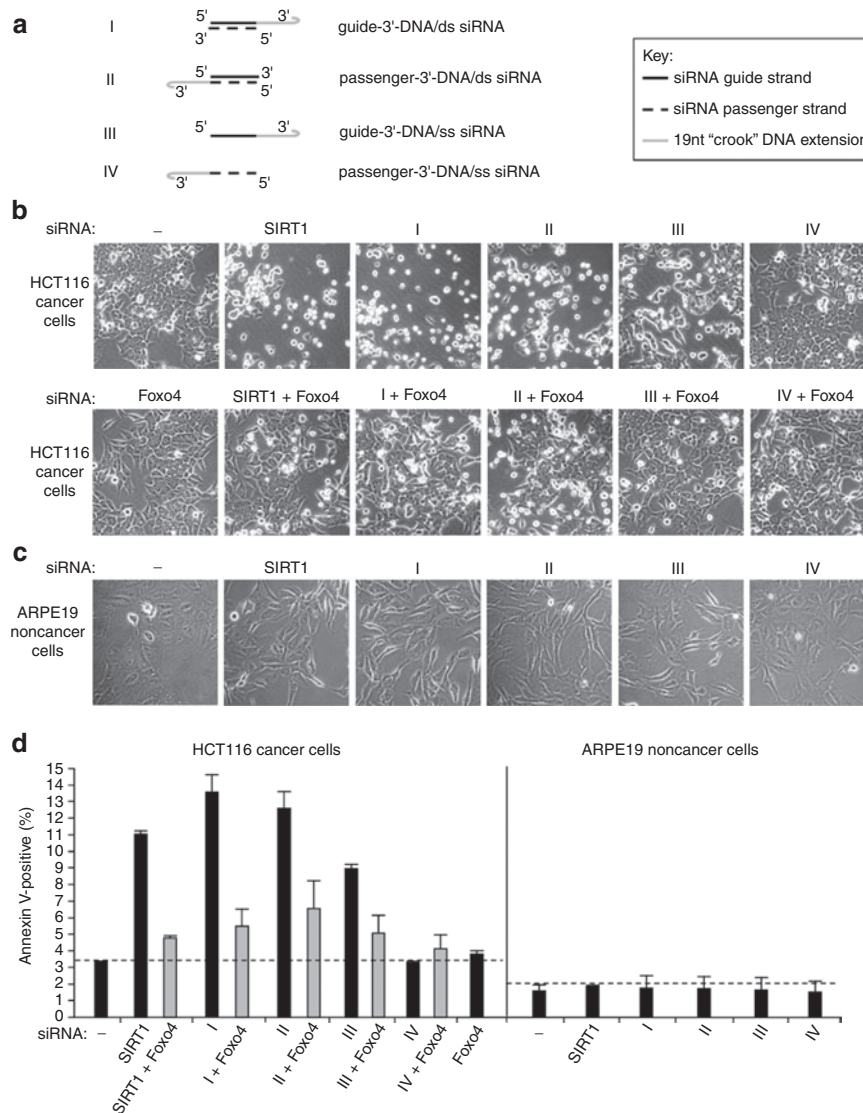 a
I
5'
3'
3'
5'
guide-3'-DNA/ds siRNA
II
5'
3'
3'
5'
passenger-3'-DNA/ds siRNA
III
5'
3'
guide-3'-DNA/ss siRNA
IV
3'
5'
passenger-3'-DNA/ss siRNA
Key:
siRNA guide strand
siRNA passenger strand
19nt “crook” DNA extension
b
siRNA: – SIRT1 I II III IV
HCT116
cancer
cells
siRNA: Foxo4 SIRT1 + Foxo4 I + Foxo4 II + Foxo4 III + Foxo4 IV + Foxo4
HCT116
cancer
cells
c
siRNA: – SIRT1 I II III IV
ARPE19
noncancer
cells
d
HCT116 cancer cells
ARPE19 noncancer cells
Annexin V-positive (%)
15
14
13
12
11
10
9
8
7
6
5
4
3
2
1
0
siRNA:
–
SIRT1
SIRT1 + Foxo4
I
I + Foxo4
II
II + Foxo4
III
III + Foxo4
IV
IV + Foxo4
Foxo4
–
SIRT1
I
II
III
IV